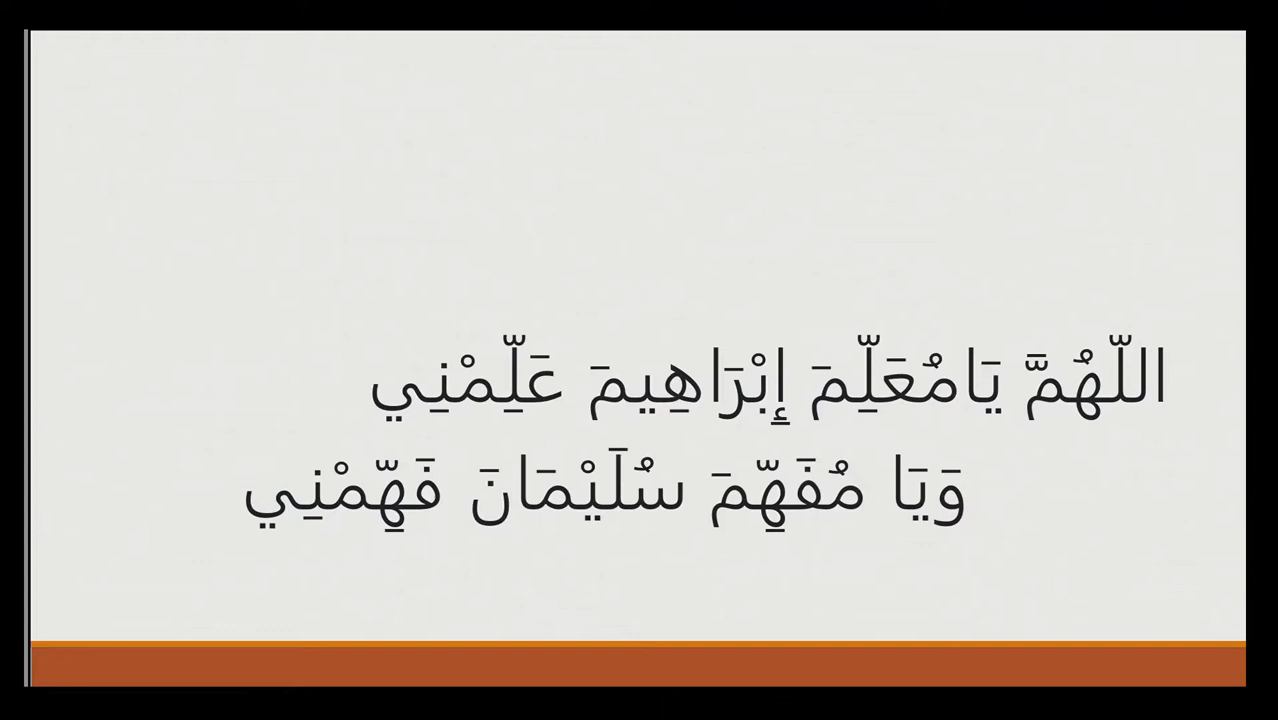 اللّهُمَّ يَامُعَلِّمَ إِبْرَاهِيمَ عَلِّمْنِي
وَيَا مُفَهِّمَ سُلَيْمَانَ فَهِّمْنِي